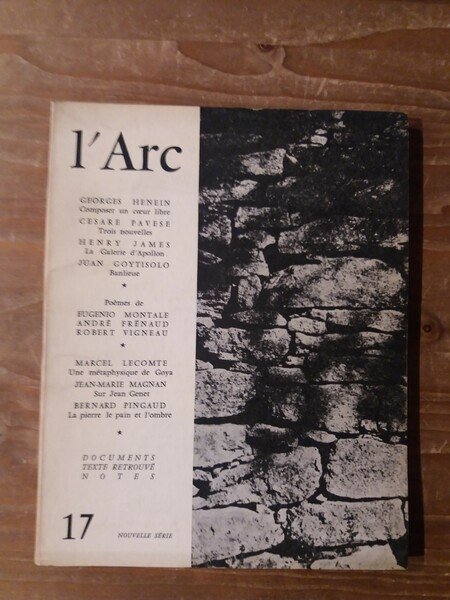 l'Arc
GEORGES HENEIN
Composer un cœur libre
CESARE PAVESE
Trois nouvelles
HENRY JAMES
La Galerie d'Apollon
JUAN GOYTISOLO
Banlieue
★
Poèmes de
EUGENIO MONTALE
ANDRÉ FRÉNAUD
ROBERT VIGNEAU
★
MARCEL LECOMTE
Une métaphysique de Goya
JEAN-MARIE MAGNAN
Sur Jean Genet
BERNARD PINGAUD
La pierre le pain et l'ombre
★
DOCUMENTS
TEXTE RETROUVÉ
NOTES
17 NOUVELLE SÉRIE